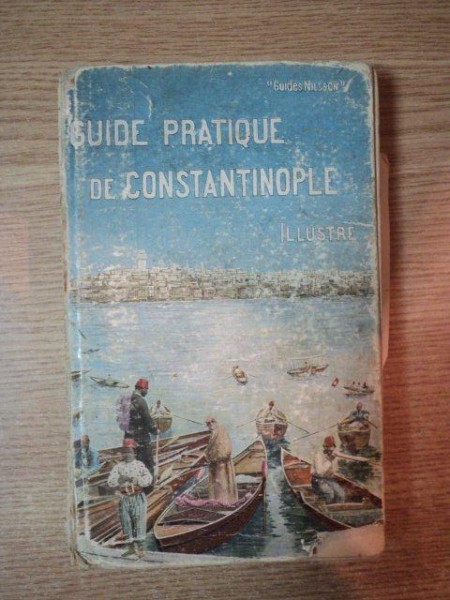 "Guides Nilsson"
GUIDE PRATIQUE
DE CONSTANTINOPLE
ILLUSTRÉ